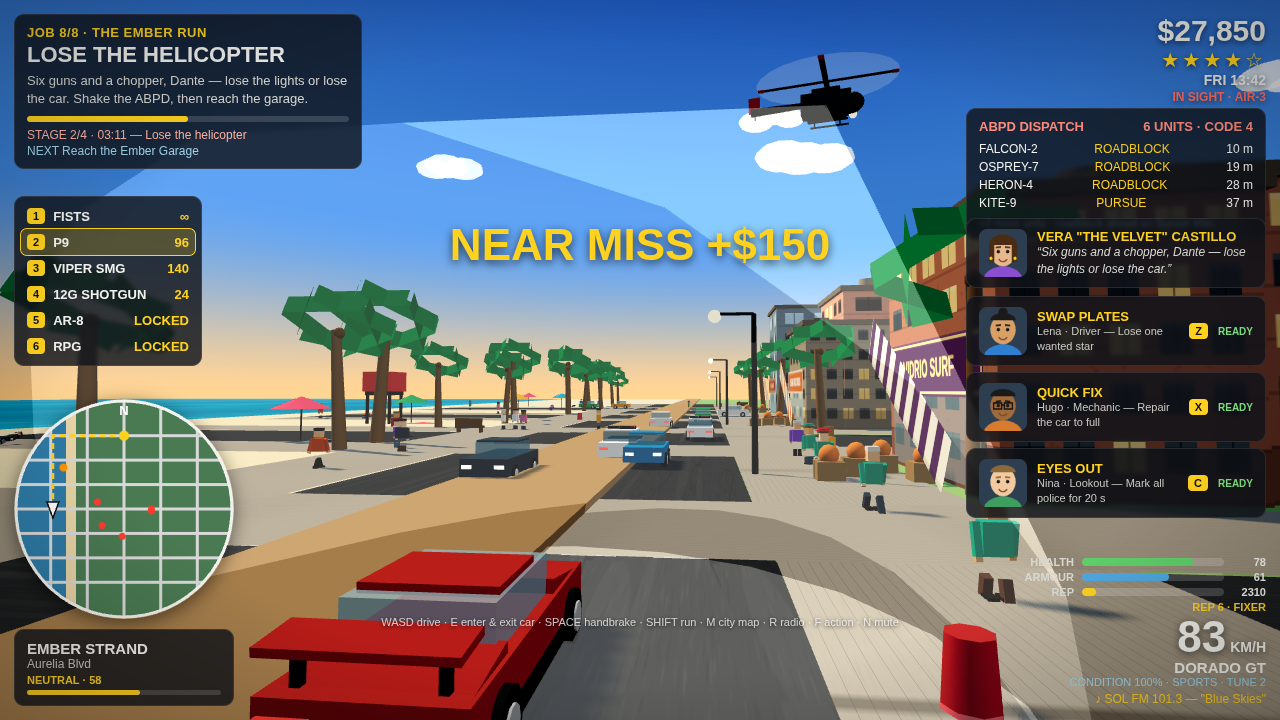 JOB 8/8 · THE EMBER RUN
LOSE THE HELICOPTER
Six guns and a chopper, Dante — lose the lights or lose
the car. Shake the ABPD, then reach the garage.
STAGE 2/4 · 03:11 — Lose the helicopter
NEXT Reach the Ember Garage
1 FISTS ∞
2 P9 96
3 VIPER SMG 140
4 12G SHOTGUN 24
5 AR-8 LOCKED
6 RPG LOCKED
N
EMBER STRAND
Aurelia Blvd
NEUTRAL · 58
NEAR MISS +$150
WASD drive · E enter & exit car · SPACE handbrake · SHIFT run · M city map · R radio · F action · N mute
$27,850
★★★★☆
FRI 13:42
IN SIGHT · AIR-3
ABPD DISPATCH 6 UNITS · CODE 4
FALCON-2 ROADBLOCK 10 m
OSPREY-7 ROADBLOCK 19 m
HERON-4 ROADBLOCK 28 m
KITE-9 PURSUE 37 m
VERA "THE VELVET" CASTILLO
“Six guns and a chopper, Dante — lose
the lights or lose the car.”
SWAP PLATES
Lena · Driver — Lose one
wanted star
Z READY
QUICK FIX
Hugo · Mechanic — Repair
the car to full
X READY
EYES OUT
Nina · Lookout — Mark all
police for 20 s
C READY
VIDRIO SURF
HEALTH 78
ARMOUR 61
REP 2310
REP 6 · FIXER
83 KM/H
DORADO GT
CONDITION 100% · SPORTS · TUNE 2
♪ SOL FM 101.3 — "Blue Skies"